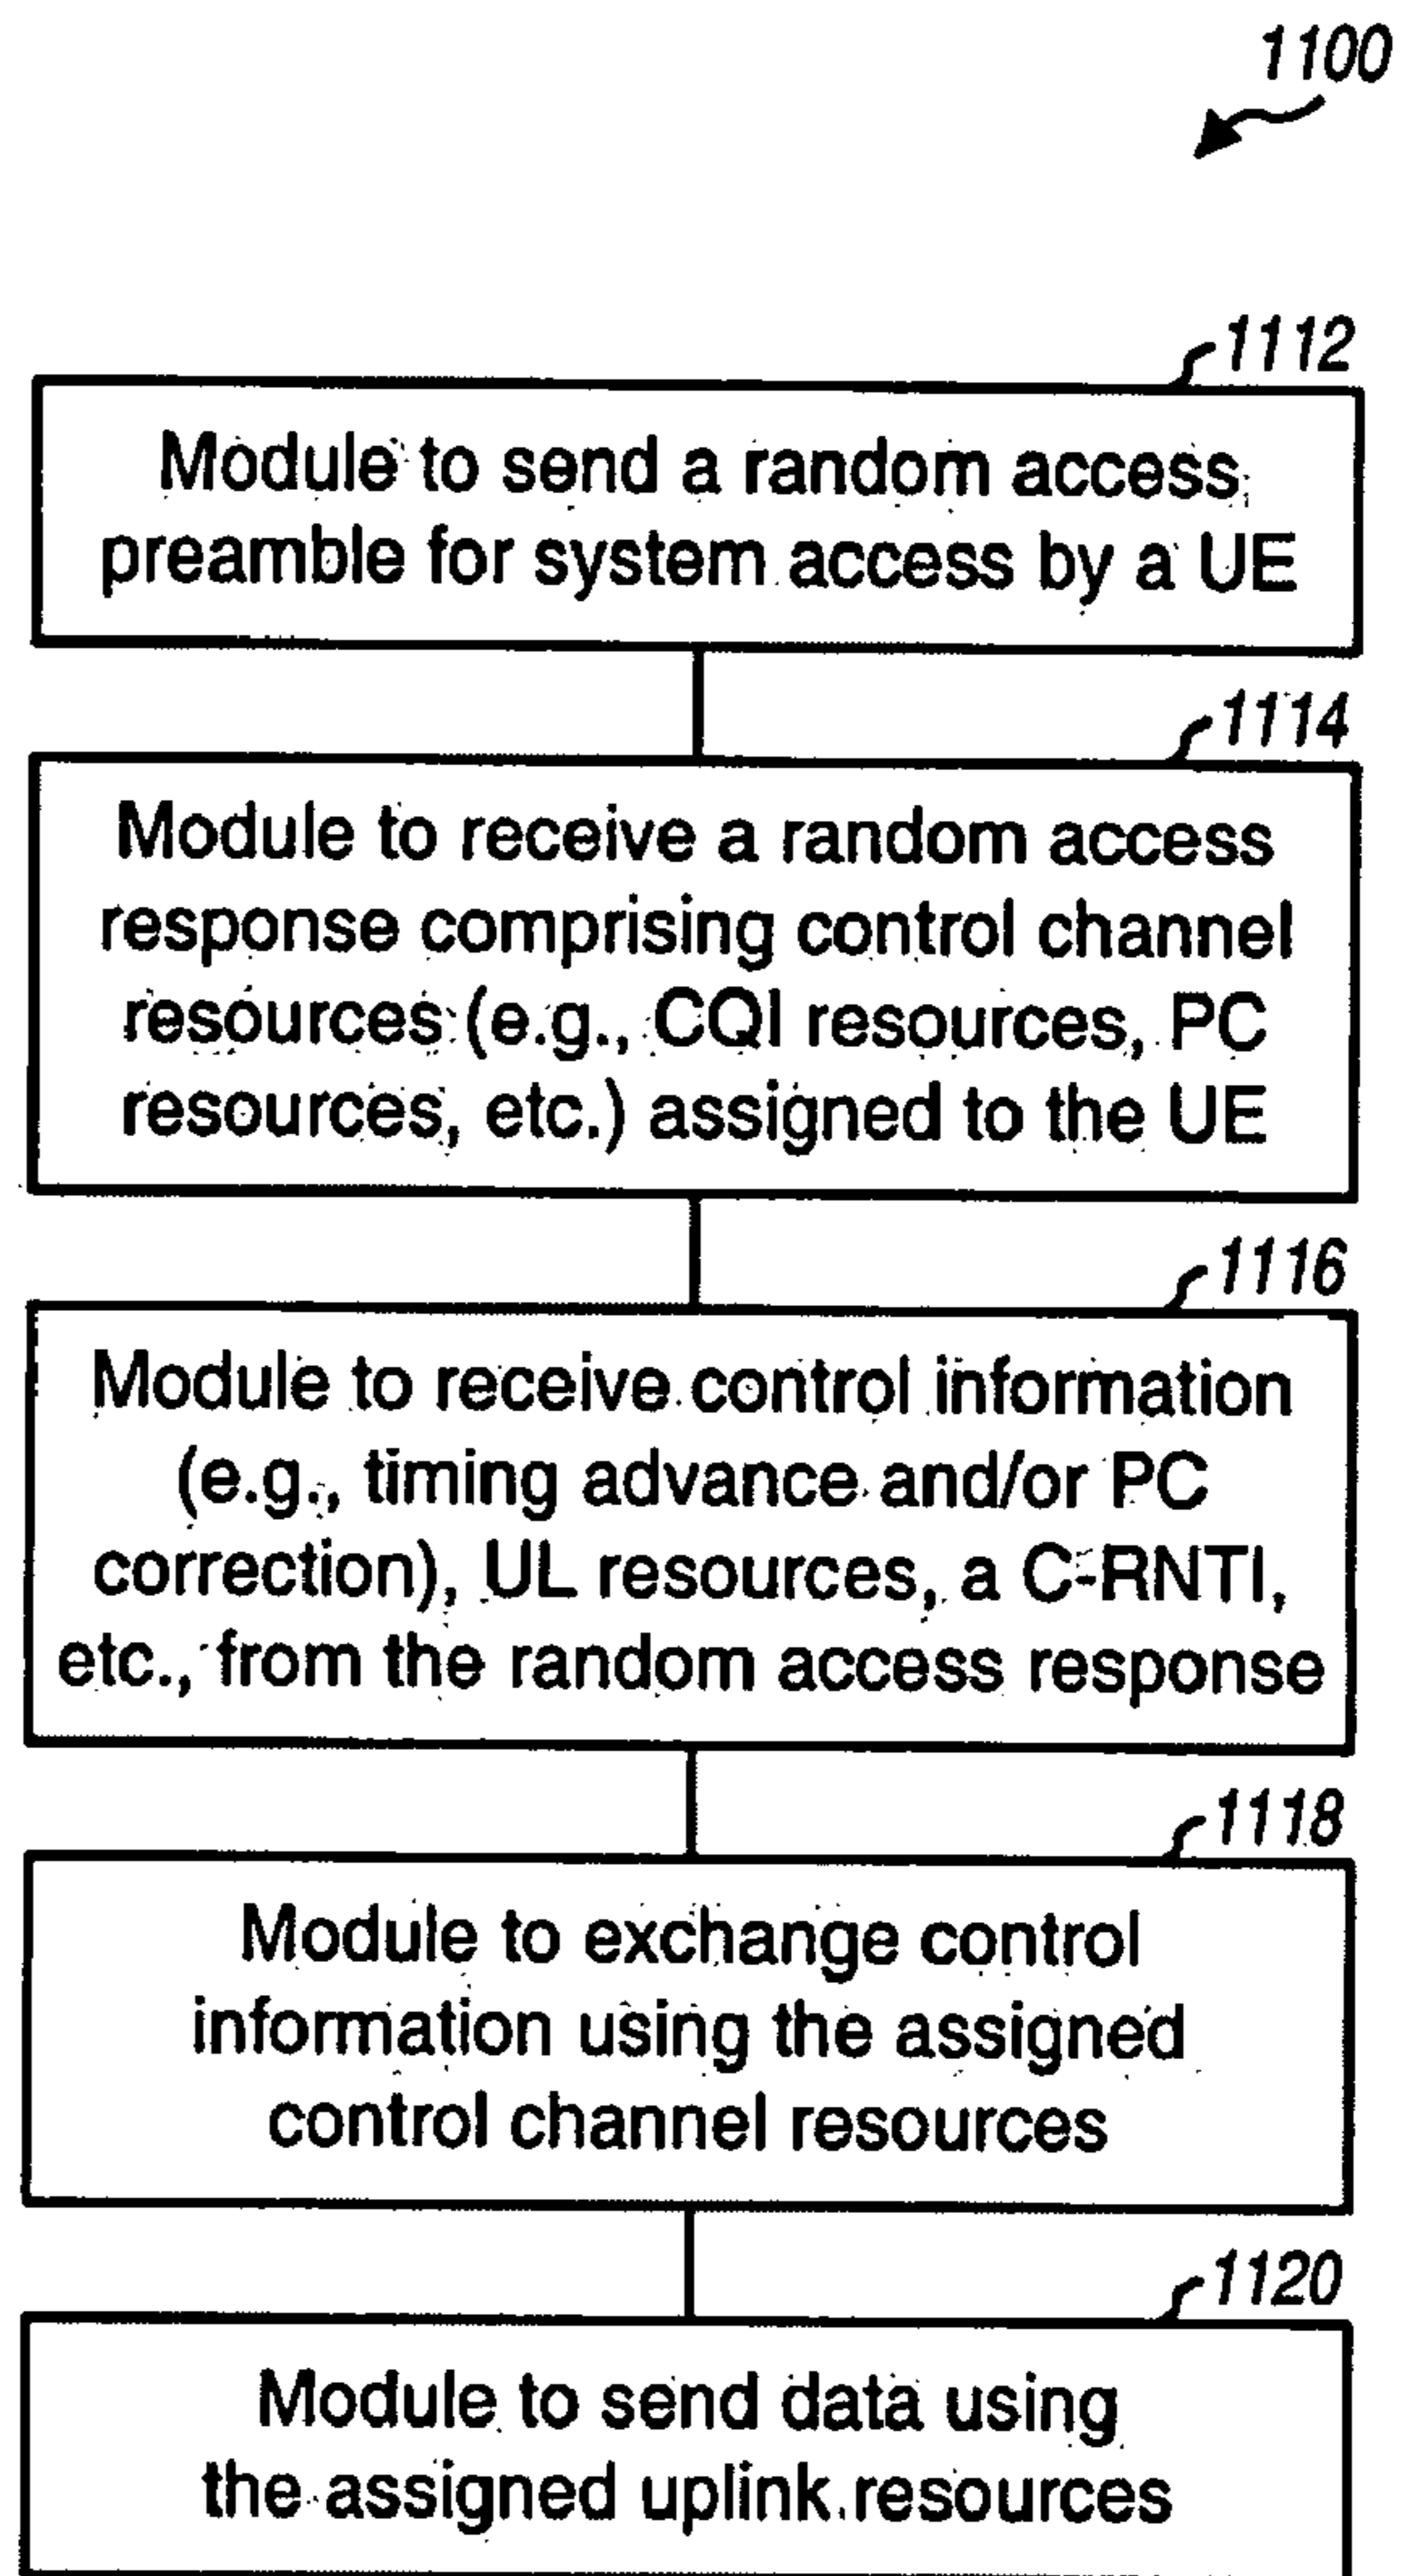 1100
1112
Module to send a random access
preamble for system access by a UE
1114
Module to receive a random access
response comprising control channel
resources (e.g., CQI resources, PC
resources, etc.) assigned to the UE
1116
Module to receive control information
(e.g., timing advance and/or PC
correction), UL resources, a C-RNTI,
etc., from the random access response
1118
Module to exchange control
information using the assigned
control channel resources
1120
Module to send data using
the assigned uplink resources